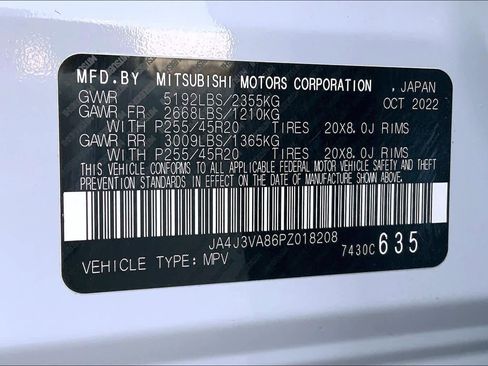 MFD.BY MITSUBISHI MOTORS CORPORATION , JAPAN
GVWR 5192LBS/2355KG OCT 2022
GAWR FR 2668LBS/1210KG
WITH P255/45R20 TIRES 20X8.0J RIMS
GAWR RR 3009LBS/1365KG
WITH P255/45R20 TIRES 20X8.0J RIMS
THIS VEHICLE CONFORMS TO ALL APPLICABLE FEDERAL MOTOR VEHICLE SAFETY AND THEFT
PREVENTION STANDARDS IN EFFECT ON THE DATE OF MANUFACTURE SHOWN ABOVE.
JA4J3VA86PZ018208 7430C 635
VEHICLE TYPE:MPV